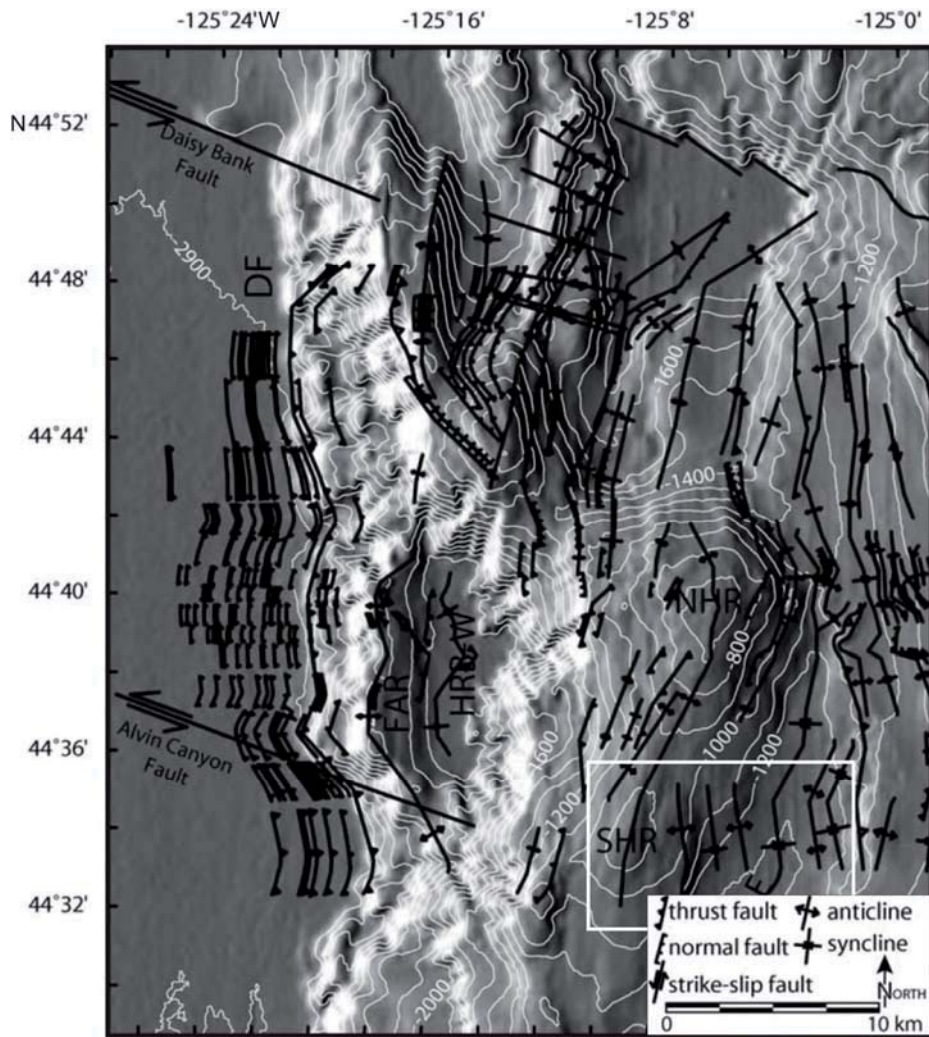 -125°24'W
-125°16'
-125°8'
-125°0'
N 44°52'
44°48'
44°44'
44°40'
44°36'
44°32'
Daisy Bank
Fault
2900
DF
1200
1600
1400
NHR
800
FAR
HRB-W
Alvin Canyon
Fault
1000
1200
1600
1200
SHR
2000
thrust fault
anticline
normal fault
syncline
strike-slip fault
NORTH
0
10 km